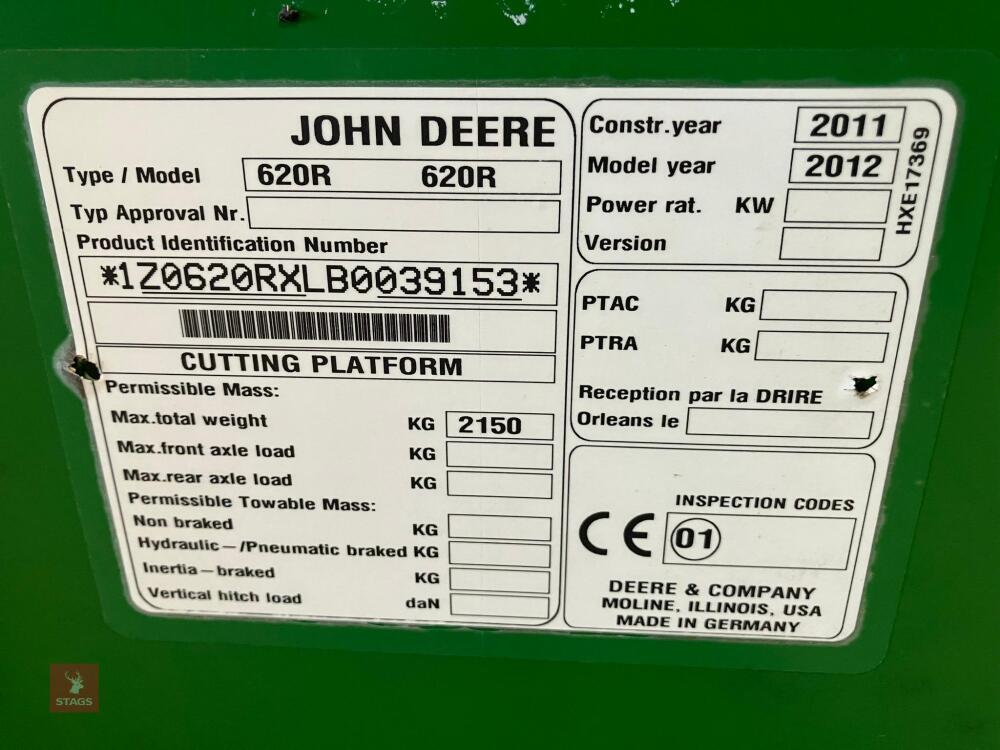 JOHN DEERE
Type / Model 620R 620R
Typ Approval Nr.
Product Identification Number
*1Z0620RXLB0039153*
CUTTING PLATFORM
Permissible Mass:
Max.total weight KG 2150
Max.front axle load KG
Max.rear axle load KG
Permissible Towable Mass:
Non braked KG
Hydraulic-/Pneumatic braked KG
Inertia-braked KG
Vertical hitch load daN
Constr.year 2011
Model year 2012
Power rat. KW
Version
HXE17369
PTAC KG
PTRA KG
Reception par la DRIRE
Orleans le
INSPECTION CODES
CE 01
DEERE & COMPANY
MOLINE, ILLINOIS, USA
MADE IN GERMANY
STAGS